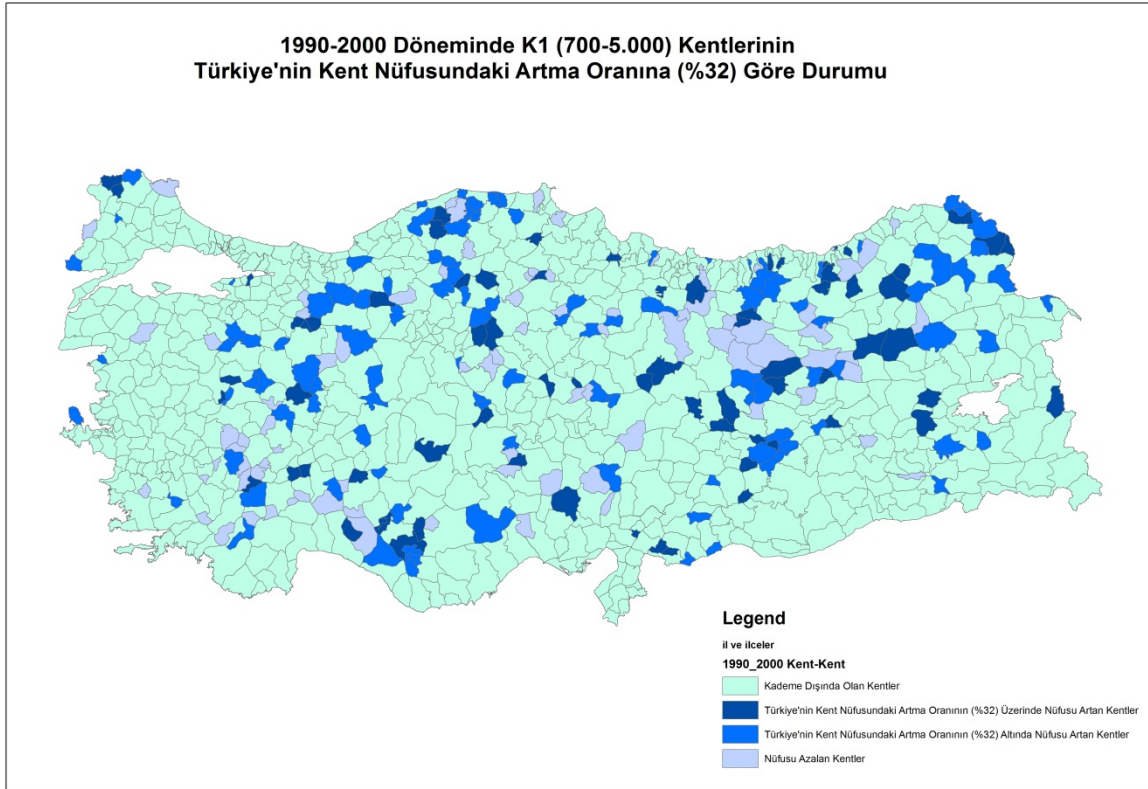 1990-2000 Döneminde K1 (700-5.000) Kentlerinin
Türkiye'nin Kent Nüfusundaki Artma Oranına (%32) Göre Durumu
Legend
il ve ilceler
1990_2000 Kent-Kent
Kademe Dışında Olan Kentler
Türkiye'nin Kent Nüfusundaki Artma Oranının (%32) Üzerinde Nüfusu Artan Kentler
Türkiye'nin Kent Nüfusundaki Artma Oranının (%32) Altında Nüfusu Artan Kentler
Nüfusu Azalan Kentler